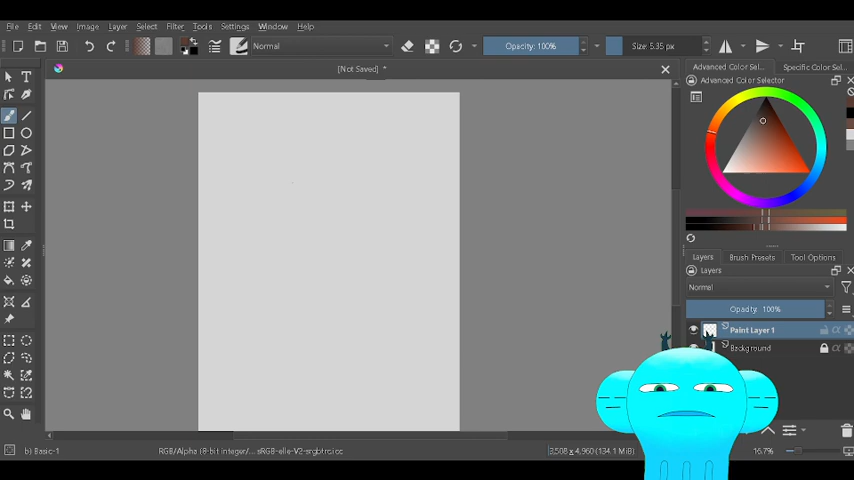 File Edit View Image Layer Select Filter Tools Settings Window Help
Normal Opacity: 100% Size: 5.35 px
[Not Saved] *
Advanced Color Sel... Specific Color Sel...
Advanced Color Selector
Layers Brush Presets Tool Options
Layers
Normal
Opacity: 100%
Paint Layer 1
Background
b) Basic-1 RGB/Alpha (8-bit integer/... sRGB-elle-V2-srgbtrc.icc 3,508 x 4,960 (134.1 MiB) 16.7%